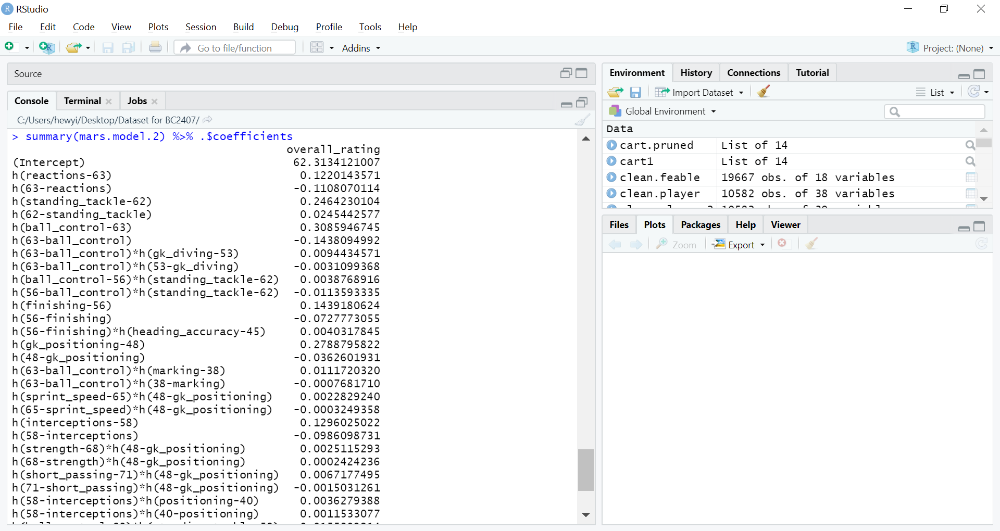 RStudio
File Edit Code View Plots Session Build Debug Profile Tools Help
Go to file/function Addins Project: (None)
Source
Console Terminal Jobs
C:/Users/hewyi/Desktop/Dataset for BC2407/
> summary(mars.model.2) %>% .$coefficients
overall_rating
(Intercept) 62.3134121007
h(reactions-63) 0.1220143571
h(63-reactions) -0.1108070114
h(standing_tackle-62) 0.2464230104
h(62-standing_tackle) 0.0245442577
h(ball_control-63) 0.3085946745
h(63-ball_control) -0.1438094992
h(63-ball_control)*h(gk_diving-53) 0.0094434571
h(63-ball_control)*h(53-gk_diving) -0.0031099368
h(ball_control-56)*h(standing_tackle-62) 0.0038768916
h(56-ball_control)*h(standing_tackle-62) -0.0113593335
h(finishing-56) 0.1439180624
h(56-finishing) -0.0727773055
h(56-finishing)*h(heading_accuracy-45) 0.0040317845
h(gk_positioning-48) 0.2788795822
h(48-gk_positioning) -0.0362601931
h(63-ball_control)*h(marking-38) 0.0111720320
h(63-ball_control)*h(38-marking) -0.0007681710
h(sprint_speed-65)*h(48-gk_positioning) 0.0022829240
h(65-sprint_speed)*h(48-gk_positioning) -0.0003249358
h(interceptions-58) 0.1296025022
h(58-interceptions) -0.0986098731
h(strength-68)*h(48-gk_positioning) 0.0025115293
h(68-strength)*h(48-gk_positioning) 0.0002424236
h(short_passing-71)*h(48-gk_positioning) 0.0067177495
h(71-short_passing)*h(48-gk_positioning) -0.0015031261
h(58-interceptions)*h(positioning-40) 0.0036279388
h(58-interceptions)*h(40-positioning) 0.0011533077
Environment History Connections Tutorial
Import Dataset List
Global Environment
Data
cart.pruned List of 14
cart1 List of 14
clean.feable 19667 obs. of 18 variables
clean.player 10582 obs. of 38 variables
Files Plots Packages Help Viewer
Zoom Export